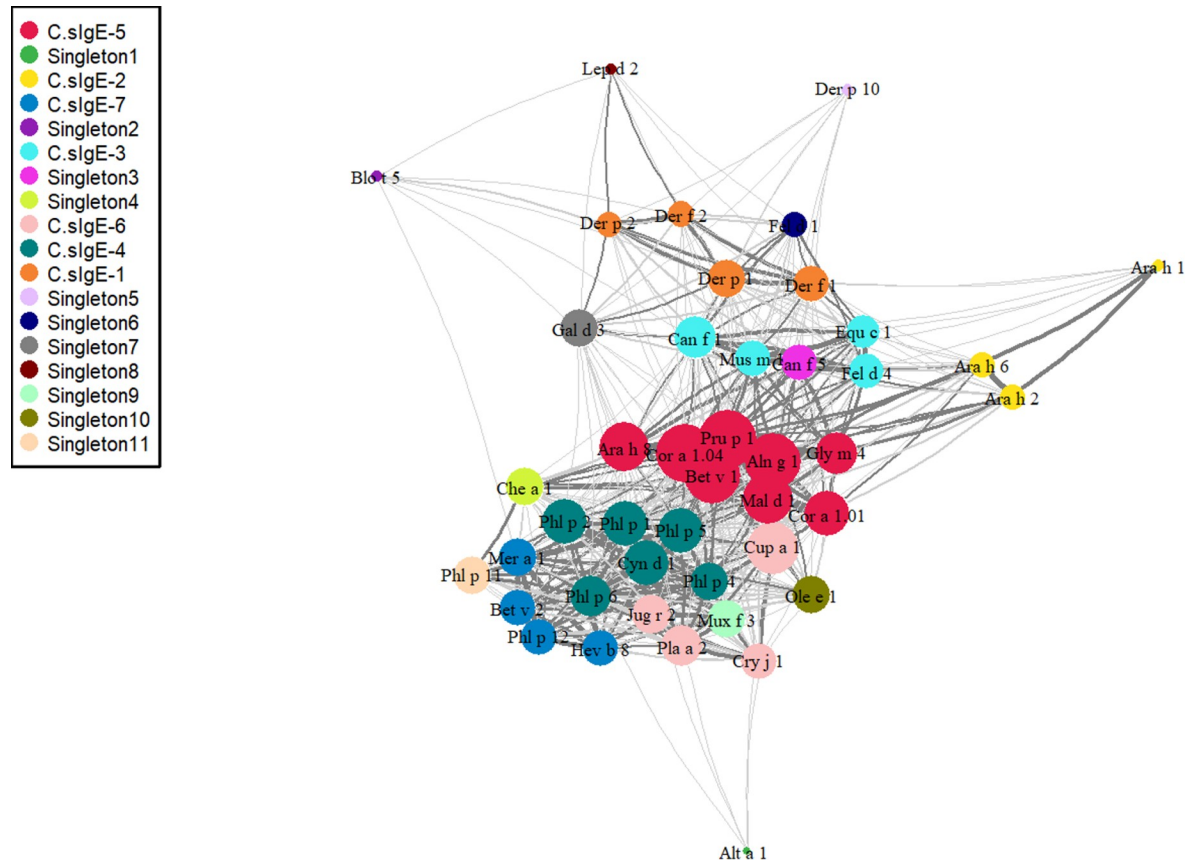 C.sIgE-5
Singleton1
C.sIgE-2
C.sIgE-7
Singleton2
C.sIgE-3
Singleton3
Singleton4
C.sIgE-6
C.sIgE-4
C.sIgE-1
Singleton5
Singleton6
Singleton7
Singleton8
Singleton9
Singleton10
Singleton11
Lep d 2
Der p 10
Blo t 5
Der p 2
Der f 2
Fel d 1
Ara h 1
Der p 1
Der f 1
Gal d 3
Can f 1
Equ c 1
Mus m 1
Can f 5
Fel d 4
Ara h 6
Ara h 2
Pru p 1
Ara h 8
Cor a 1.04
Aln g 1
Gly m 4
Bet v 1
Che a 1
Mal d 1
Cor a 1.01
Phl p 2
Phl p 1
Phl p 5
Cup a 1
Mer a 1
Cyn d 1
Phl p 11
Phl p 4
Phl p 6
Ole e 1
Bet v 2
Jug r 2
Mux f 3
Phl p 12
Hev b 8
Pla a 2
Cry j 1
Alt a 1